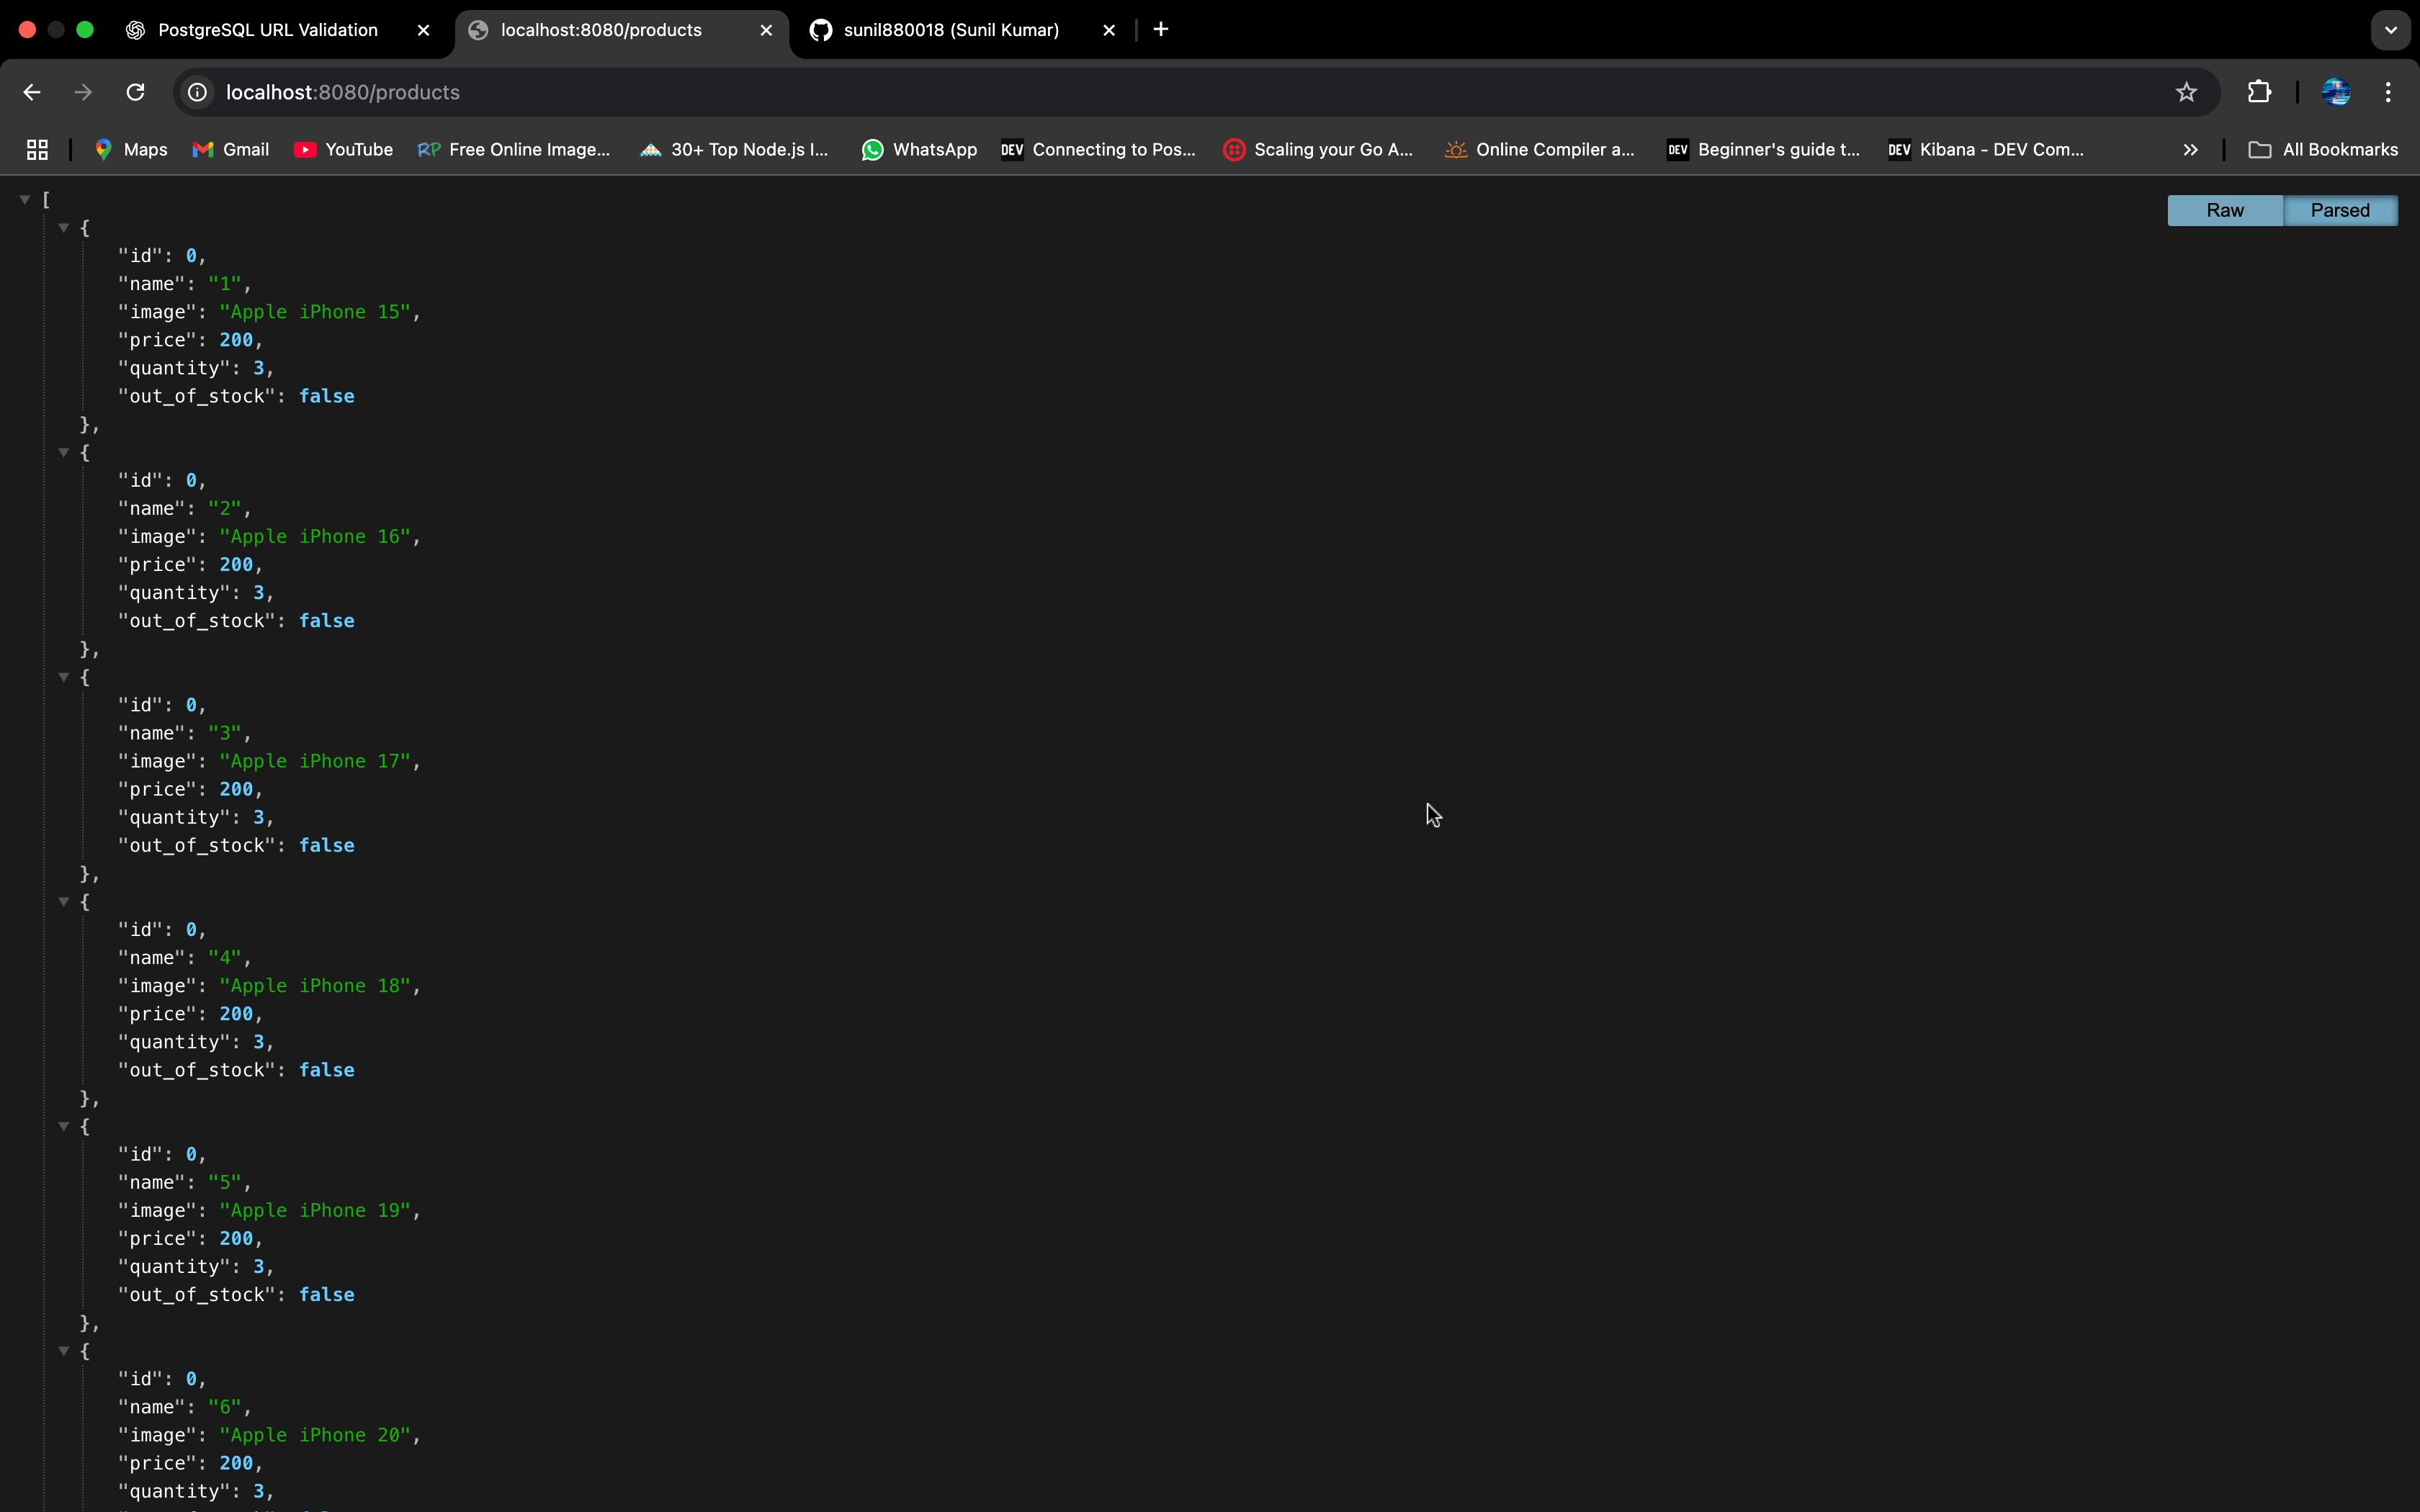 PostgreSQL URL Validation
localhost:8080/products
sunil880018 (Sunil Kumar)
localhost:8080/products
Maps
Gmail
YouTube
RP Free Online Image...
30+ Top Node.js I...
WhatsApp
DEV Connecting to Pos...
Scaling your Go A...
Online Compiler a...
DEV Beginner's guide t...
DEV Kibana - DEV Com...
All Bookmarks
Raw
Parsed
[
{
"id": 0,
"name": "1",
"image": "Apple iPhone 15",
"price": 200,
"quantity": 3,
"out_of_stock": false
},
{
"id": 0,
"name": "2",
"image": "Apple iPhone 16",
"price": 200,
"quantity": 3,
"out_of_stock": false
},
{
"id": 0,
"name": "3",
"image": "Apple iPhone 17",
"price": 200,
"quantity": 3,
"out_of_stock": false
},
{
"id": 0,
"name": "4",
"image": "Apple iPhone 18",
"price": 200,
"quantity": 3,
"out_of_stock": false
},
{
"id": 0,
"name": "5",
"image": "Apple iPhone 19",
"price": 200,
"quantity": 3,
"out_of_stock": false
},
{
"id": 0,
"name": "6",
"image": "Apple iPhone 20",
"price": 200,
"quantity": 3,